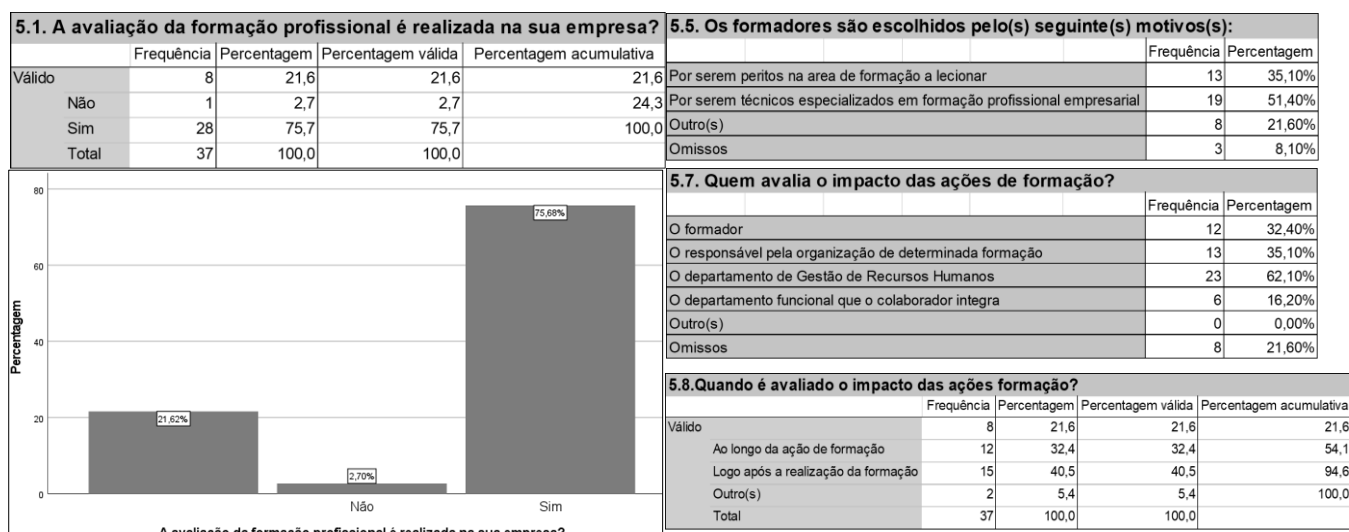 5.1. A avaliação da formação profissional é realizada na sua empresa?
Frequência Percentagem Percentagem válida Percentagem acumulativa
Válido 8 21,6 21,6 21,6
Não 1 2,7 2,7 24,3
Sim 28 75,7 75,7 100,0
Total 37 100,0 100,0
Percentagem
80
60
40
20
0
21,62%
2,70%
75,68%
Não Sim
A avaliação da formação profissional é realizada na sua empresa?
5.5. Os formadores são escolhidos pelo(s) seguinte(s) motivos(s):
Frequência Percentagem
Por serem peritos na area de formação a lecionar 13 35,10%
Por serem técnicos especializados em formação profissional empresarial 19 51,40%
Outro(s) 8 21,60%
Omissos 3 8,10%
5.7. Quem avalia o impacto das ações de formação?
Frequência Percentagem
O formador 12 32,40%
O responsável pela organização de determinada formação 13 35,10%
O departamento de Gestão de Recursos Humanos 23 62,10%
O departamento funcional que o colaborador integra 6 16,20%
Outro(s) 0 0,00%
Omissos 8 21,60%
5.8.Quando é avaliado o impacto das ações formação?
Frequência Percentagem Percentagem válida Percentagem acumulativa
Válido 8 21,6 21,6 21,6
Ao longo da ação de formação 12 32,4 32,4 54,1
Logo após a realização da formação 15 40,5 40,5 94,6
Outro(s) 2 5,4 5,4 100,0
Total 37 100,0 100,0